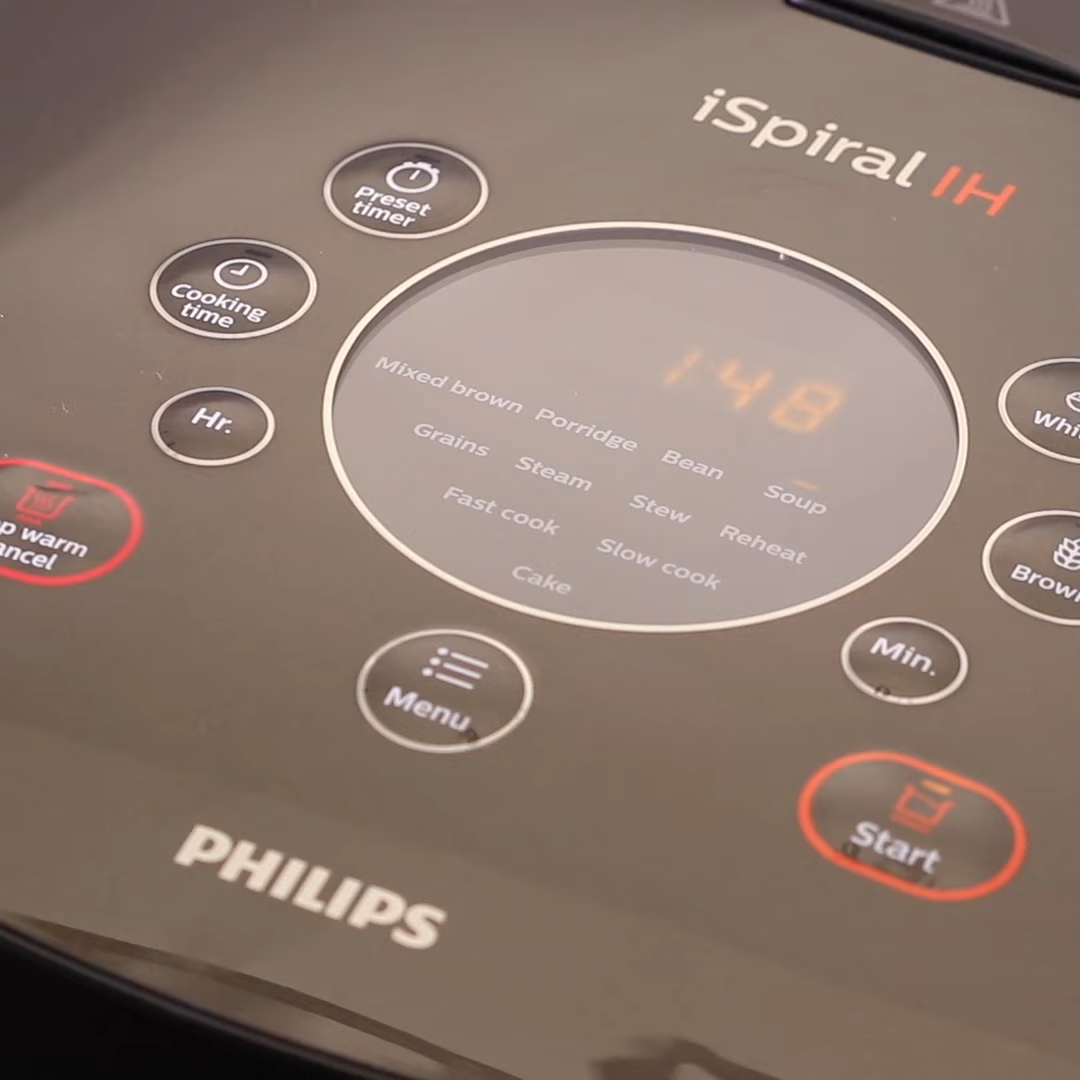 iSpiral IH
Preset
timer
Cooking
time
1:48
Hr.
Mixed brown Porridge Bean Soup
Grains Steam Stew Reheat
Fast cook Slow cook
Cake
warm
Menu
Min.
Start
PHILIPS